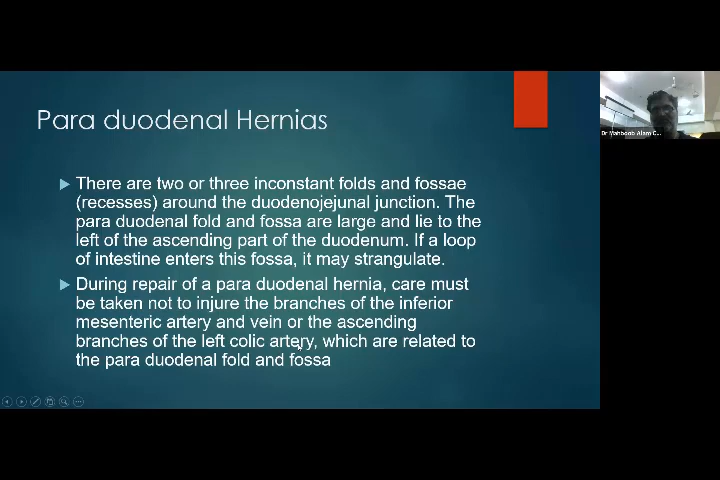 Para duodenal Hernias
There are two or three inconstant folds and fossae
(recesses) around the duodenojejunal junction. The
para duodenal fold and fossa are large and lie to the
left of the ascending part of the duodenum. If a loop
of intestine enters this fossa, it may strangulate.
During repair of a para duodenal hernia, care must
be taken not to injure the branches of the inferior
mesenteric artery and vein or the ascending
branches of the left colic artery, which are related to
the para duodenal fold and fossa
Dr Mahboob Alam C...